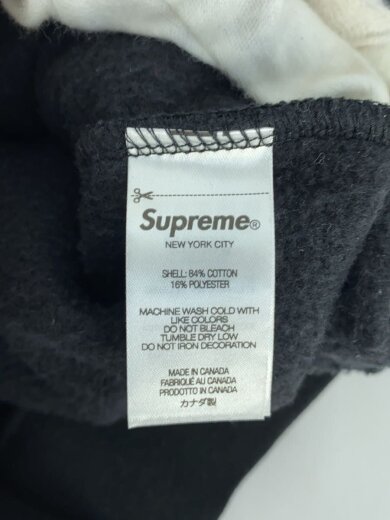 Supreme®
NEW YORK CITY
SHELL: 84% COTTON
16% POLYESTER
MACHINE WASH COLD WITH
LIKE COLORS
DO NOT BLEACH
TUMBLE DRY LOW
DO NOT IRON DECORATION
MADE IN CANADA
FABRIQUÉ AU CANADA
PRODOTTO IN CANADA
カナダ製